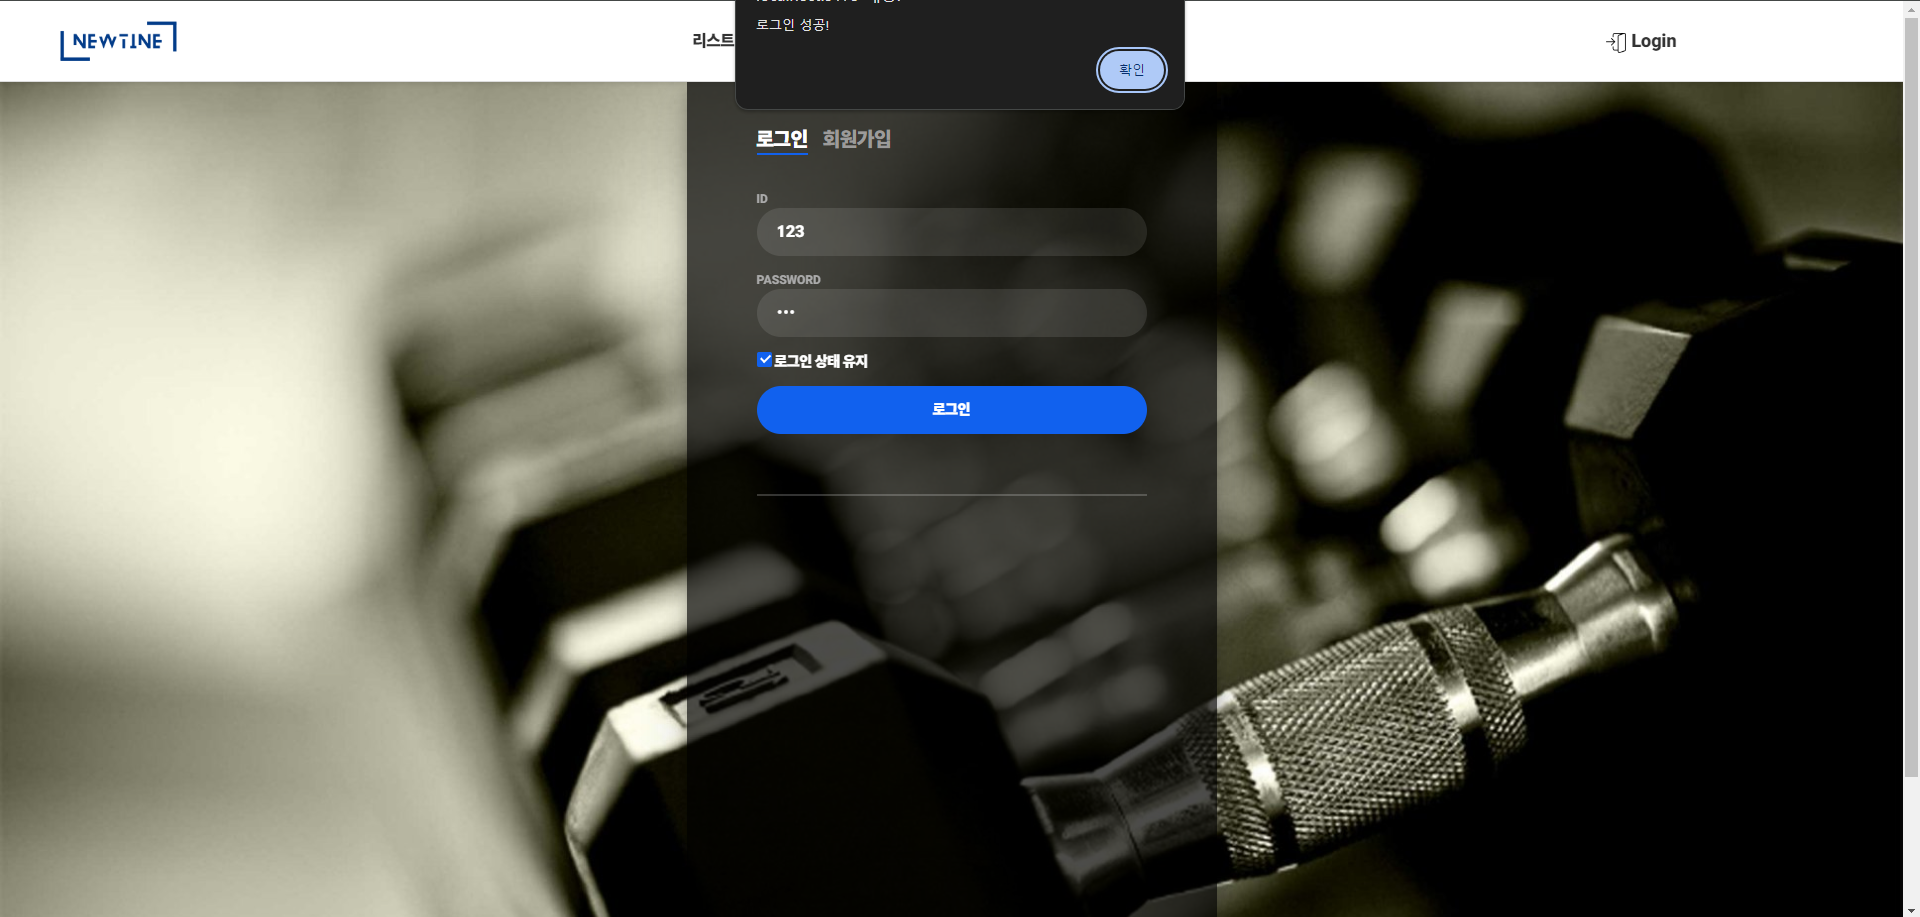 NEWTINE
리스트
로그인 성공!
확인
Login
로그인 회원가입
ID
123
PASSWORD
•••
로그인 상태 유지
로그인